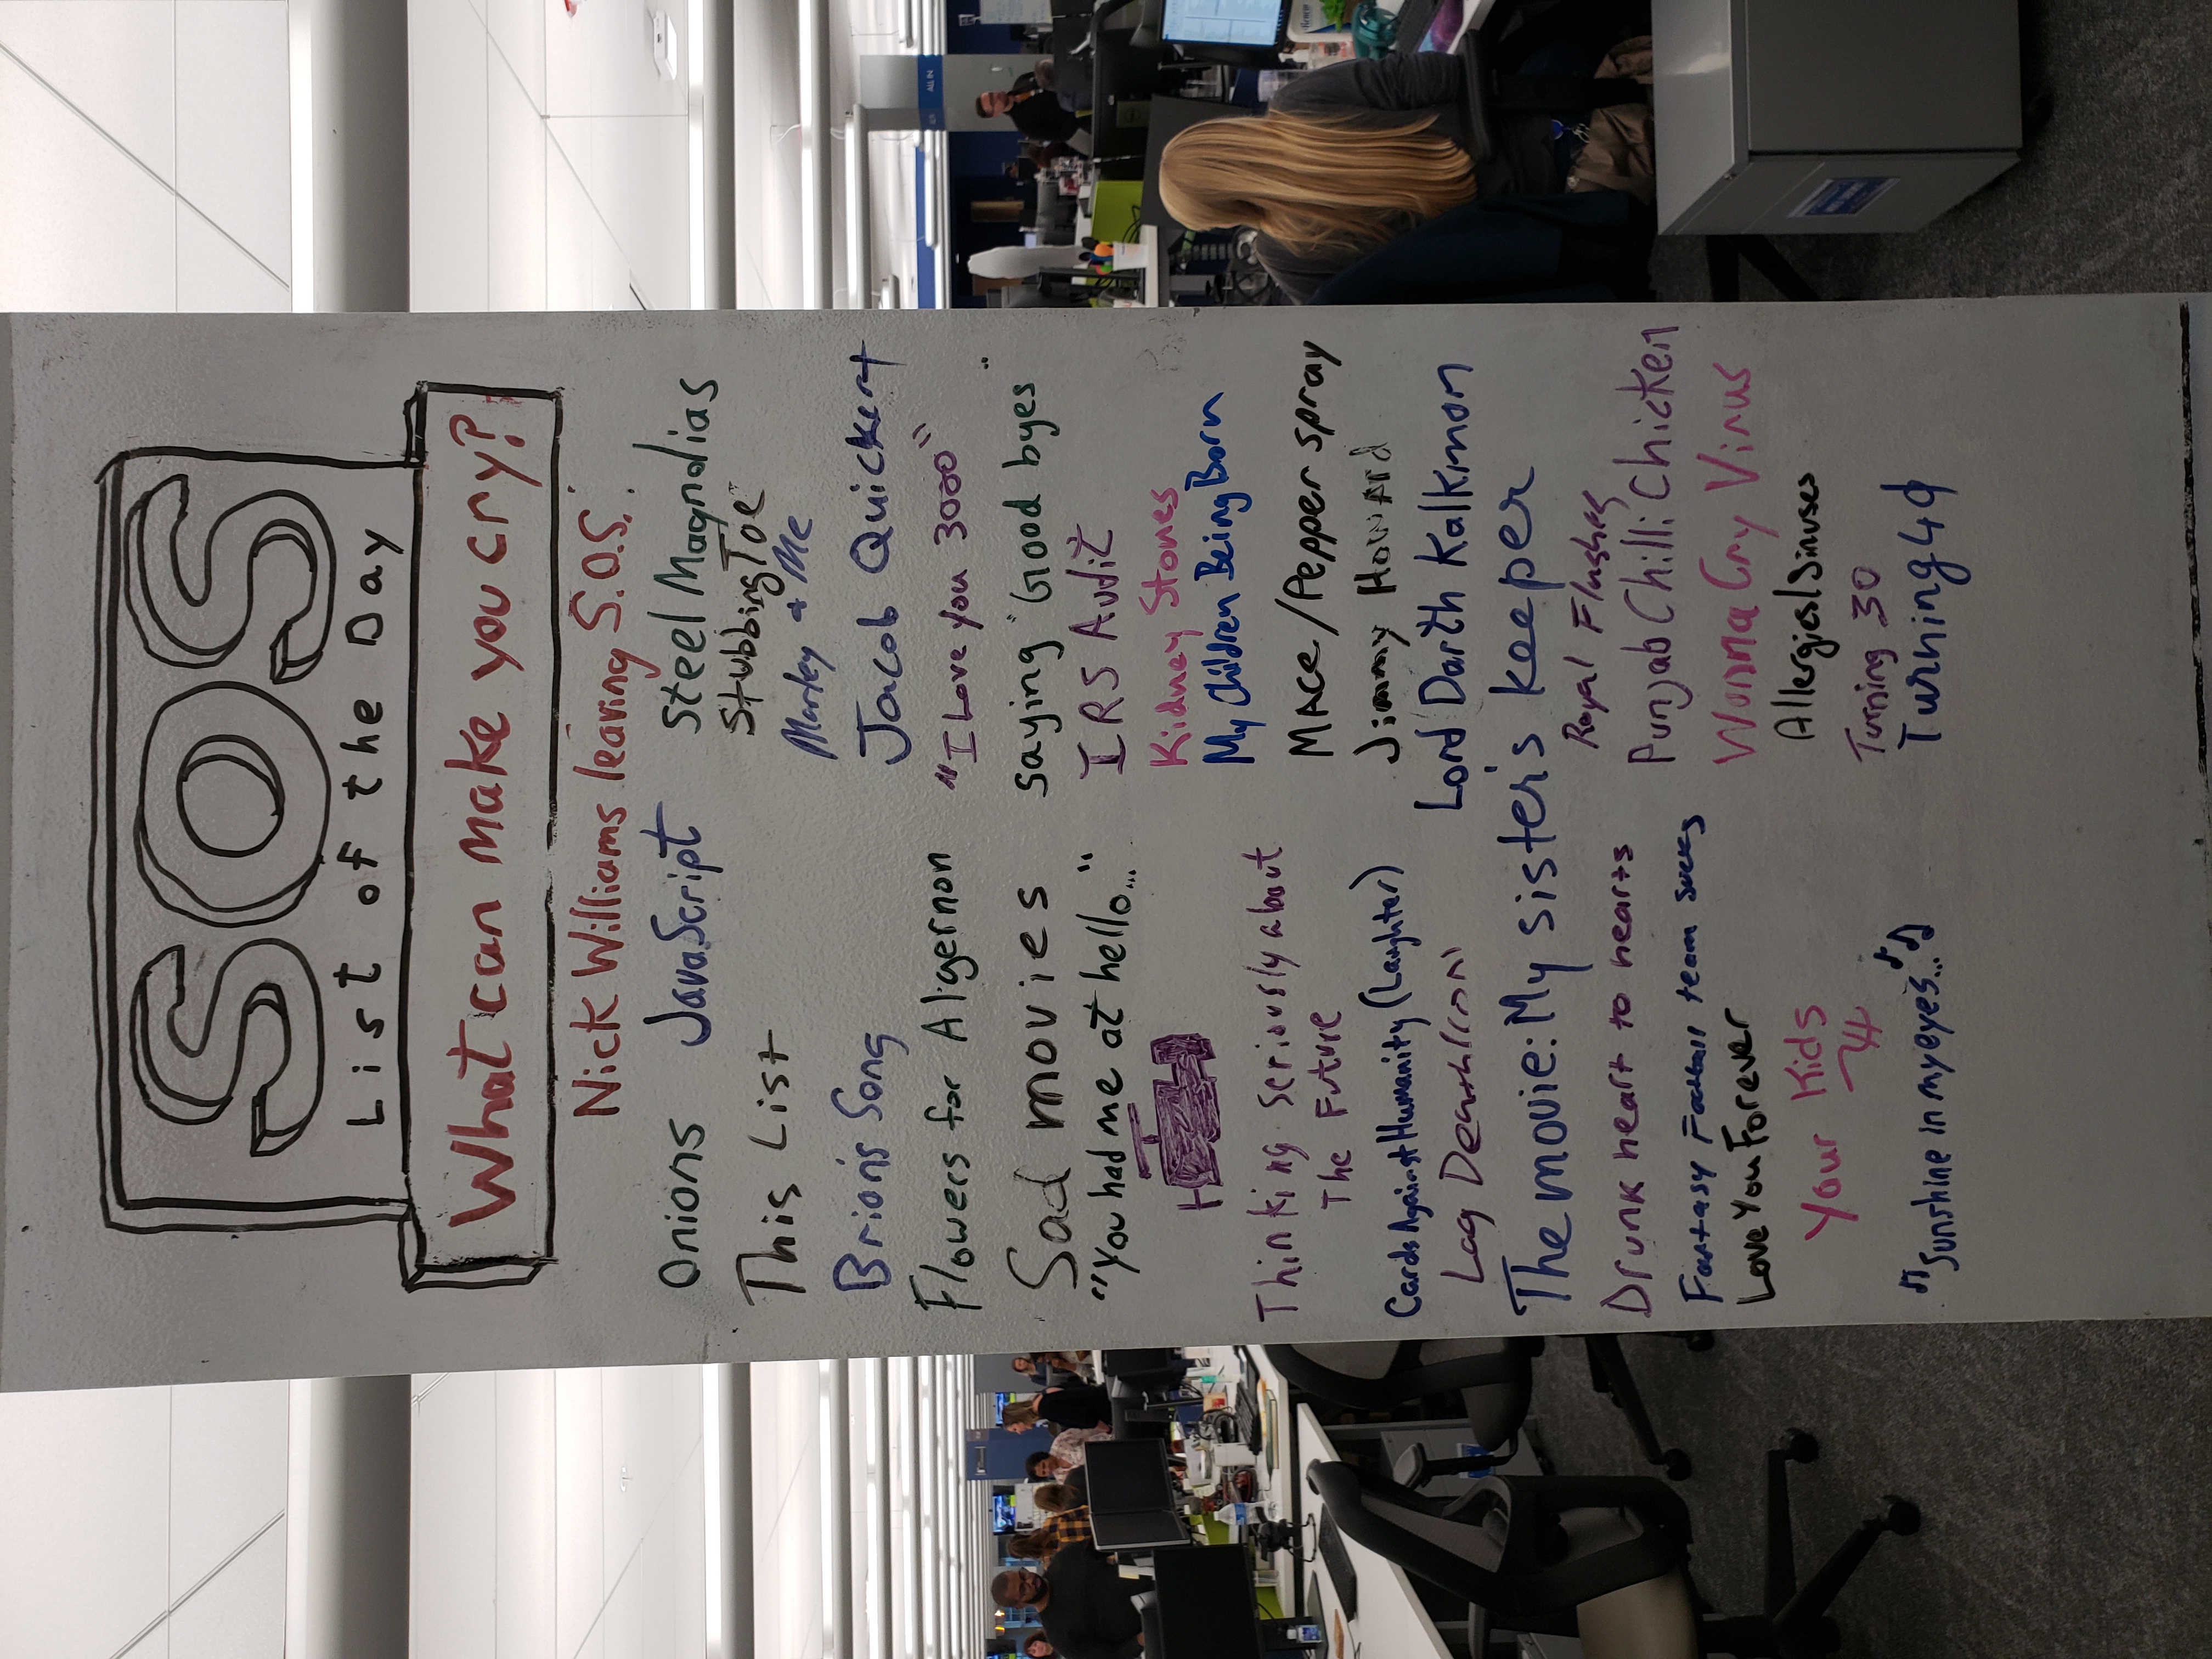 SOS
List of the Day
What can make you cry?
Nick Williams leaving S.O.S.
Onions
JavaScript
Steel Magnolias
Stubbing Toe
This List
Marley & Me
Brian's Song
Jacob Quickert
Flowers for Algernon
"I Love you 3000"
Sad movies
saying "Good byes"
"You had me at hello..."
IRS Audit
Kidney Stones
My Children Being Born
Thinking seriously about
The Future
MACE/Pepper spray
Jimmy Howard
Cards Against Humanity (Laughter)
Lag Death
Lord Darth Kalkman
The movie: My sister's keeper
Royal Flushes
Drunk heart to hearts
Punjab Chilli Chicken
Fantasy Football team sucks
Wanna Cry Virus
Love You Forever
Allergies/Sinuses
Your Kids
Turning 30
"Sunshine in my eyes...
Turning 40
ALL IN